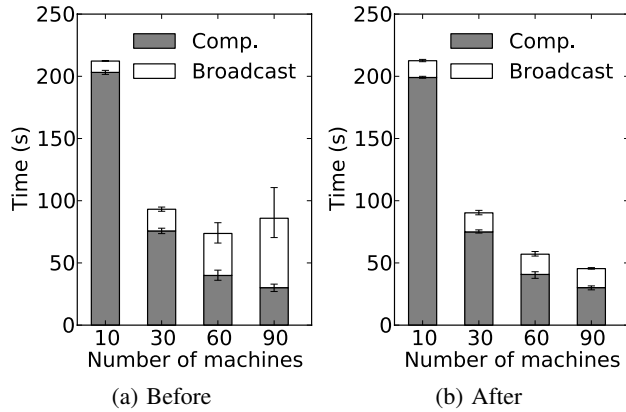 250
200
150
100
50
0
Time (s)
Comp.
Broadcast
10 30 60 90
Number of machines
(a) Before
250
200
150
100
50
0
Time (s)
Comp.
Broadcast
10 30 60 90
Number of machines
(b) After